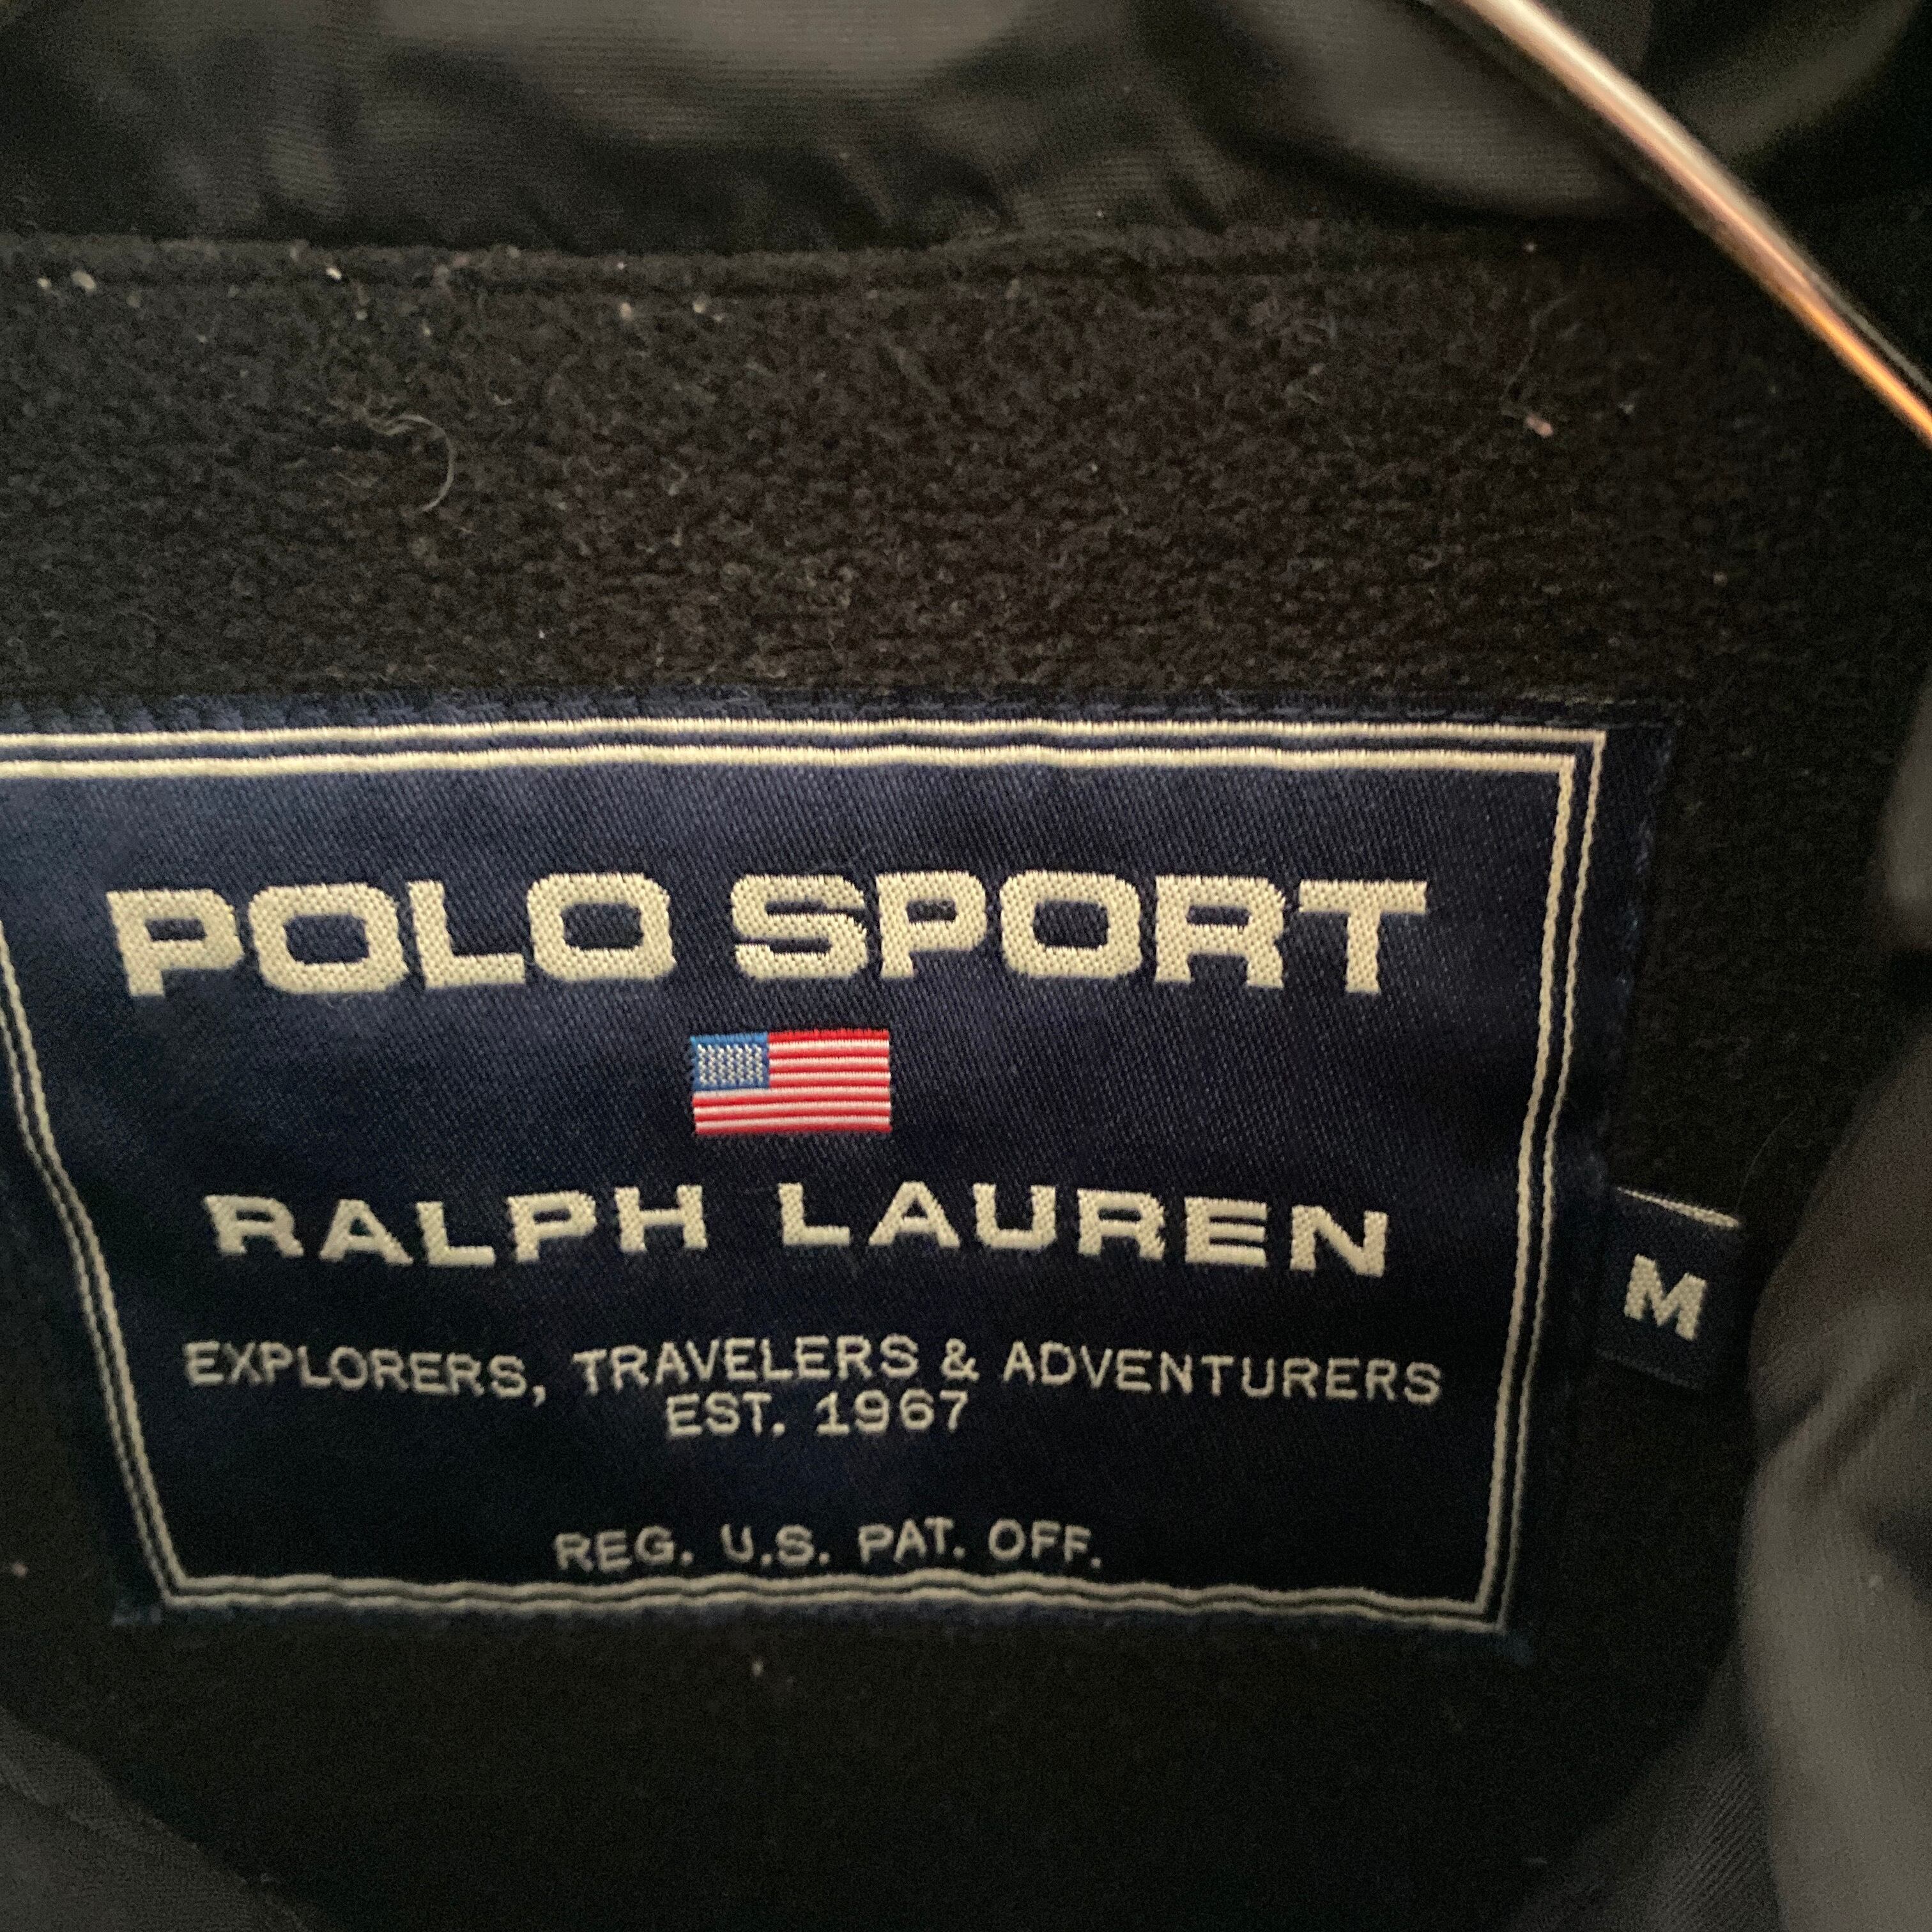 POLO SPORT
RALPH LAUREN
M
EXPLORERS, TRAVELERS & ADVENTURERS
EST. 1967
REG. U.S. PAT. OFF.